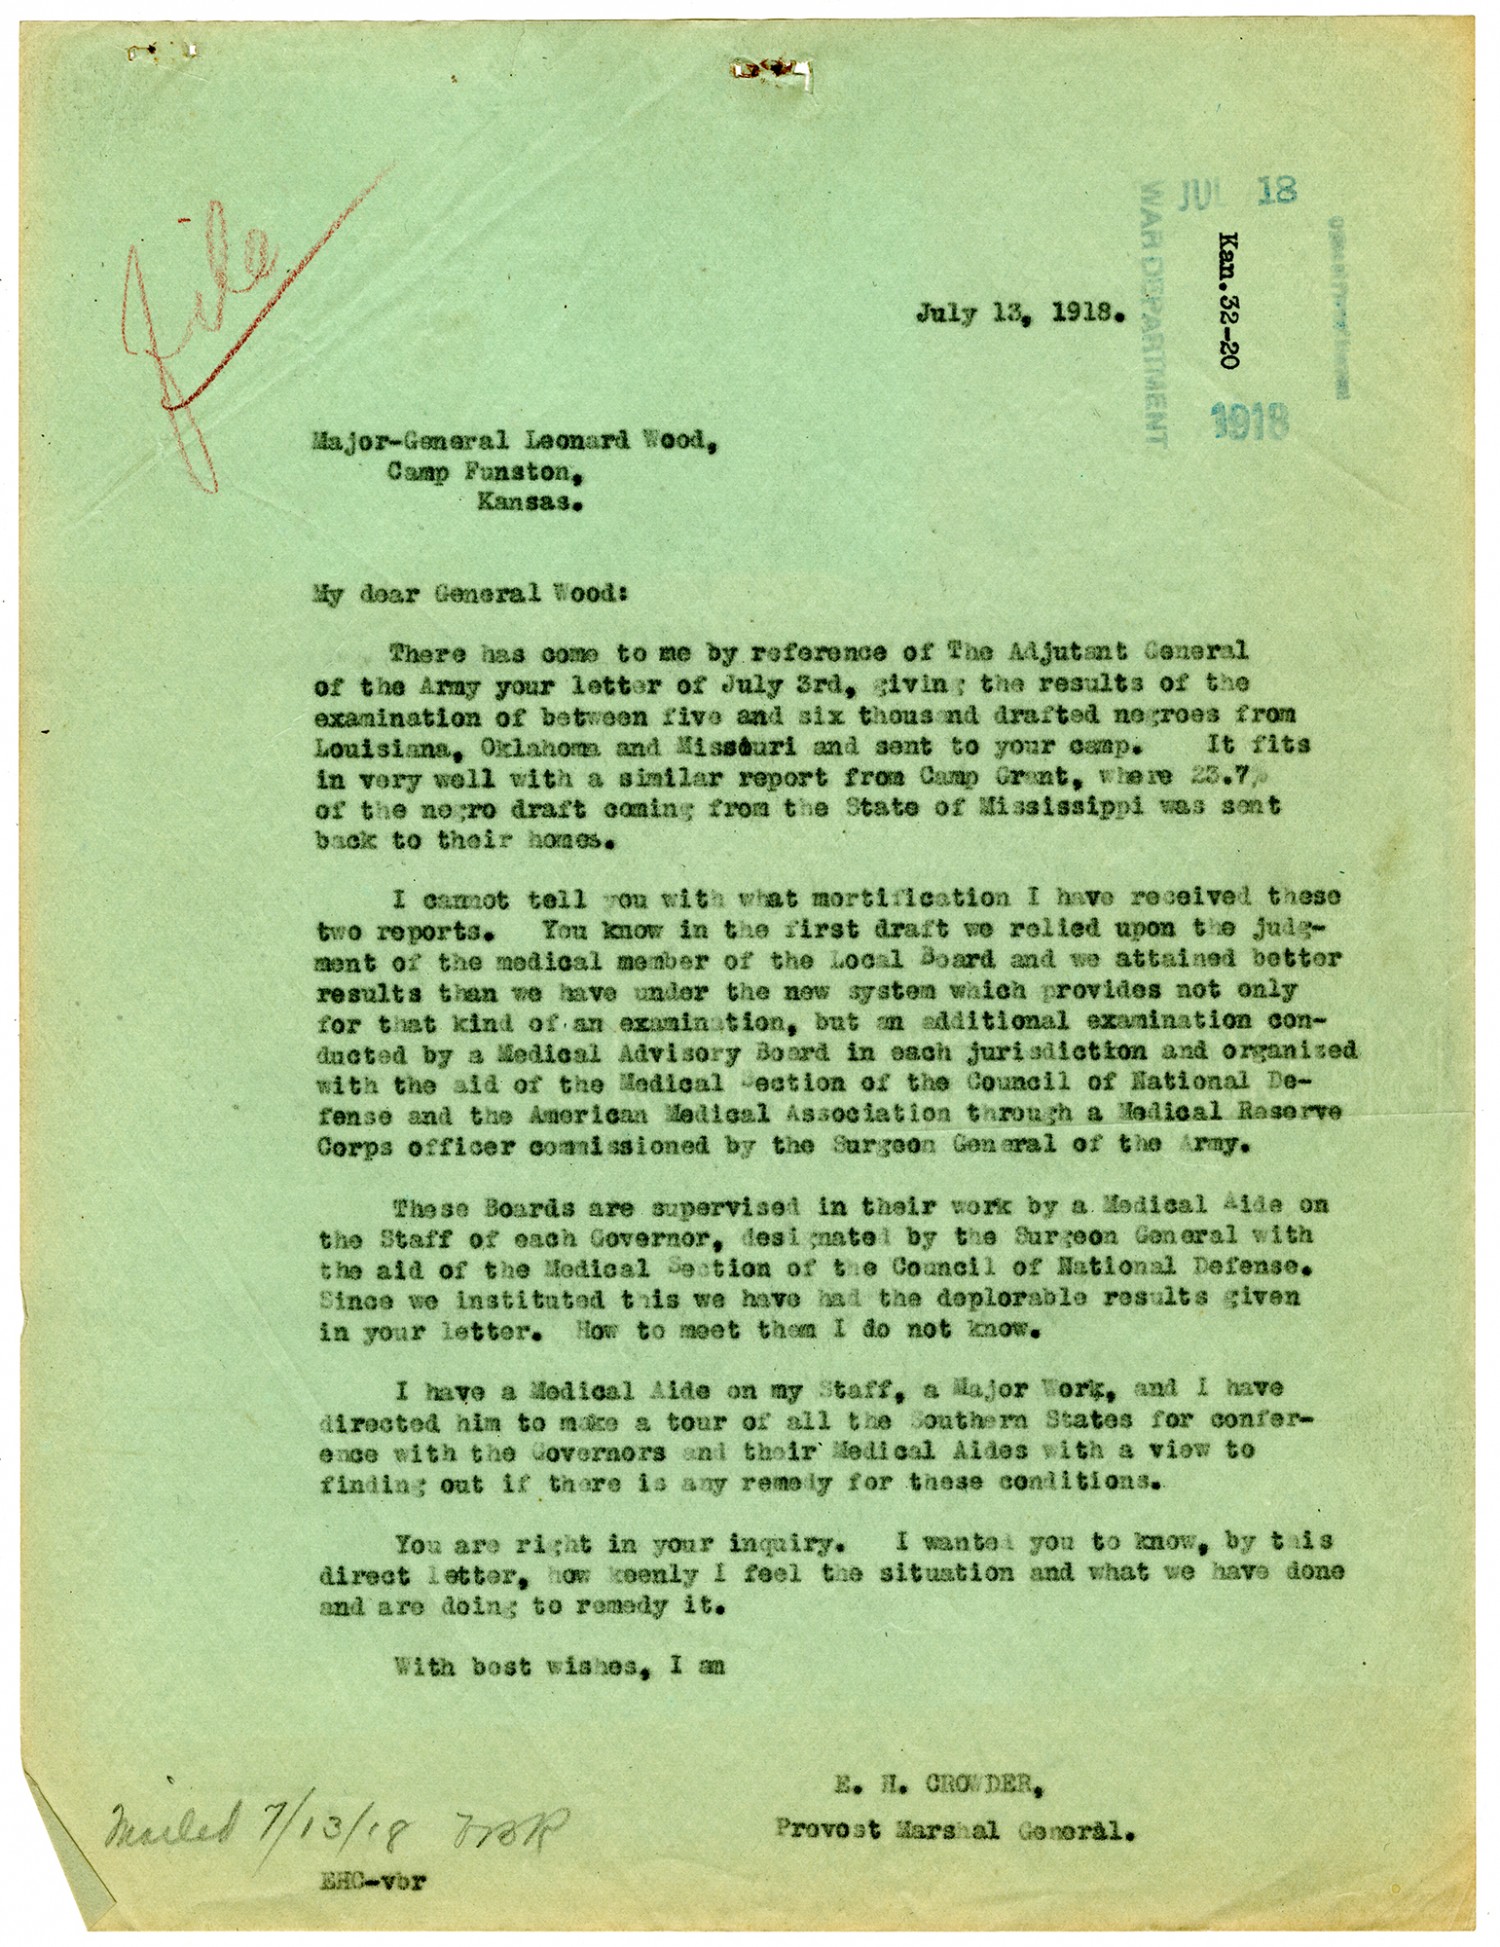 File
JUL 18
WAR DEPARTMENT
Kan.32-20
1918
July 13, 1918.
Major-General Leonard Wood,
Camp Funston,
Kansas.
My dear General Wood:
There has come to me by reference of The Adjutant General
of the Army your letter of July 3rd, giving the results of the
examination of between five and six thousand drafted negroes from
Louisiana, Oklahoma and Missouri and sent to your camp. It fits
in very well with a similar report from Camp Grant, where 23.7%
of the negro draft coming from the State of Mississippi was sent
back to their homes.
I cannot tell you with what mortification I have received these
two reports. You know in the first draft we relied upon the judg-
ment of the medical member of the Local Board and we attained better
results than we have under the new system which provides not only
for that kind of an examination, but an additional examination con-
ducted by a Medical Advisory Board in each jurisdiction and organized
with the aid of the Medical Section of the Council of National De-
fense and the American Medical Association through a Medical Reserve
Corps officer commissioned by the Surgeon General of the Army.
These Boards are supervised in their work by a Medical Aide on
the Staff of each Governor, designated by the Surgeon General with
the aid of the Medical Section of the Council of National Defense.
Since we instituted this we have had the deplorable results given
in your letter. How to meet them I do not know.
I have a Medical Aide on my Staff, a Major Work, and I have
directed him to make a tour of all the Southern States for confer-
ence with the Governors and their Medical Aides with a view to
finding out if there is any remedy for these conditions.
You are right in your inquiry. I wanted you to know, by this
direct letter, how keenly I feel the situation and what we have done
and are doing to remedy it.
With best wishes, I am
E. H. CROWDER,
Provost Marshal General.
Mailed 7/13/18
EHC-vbr